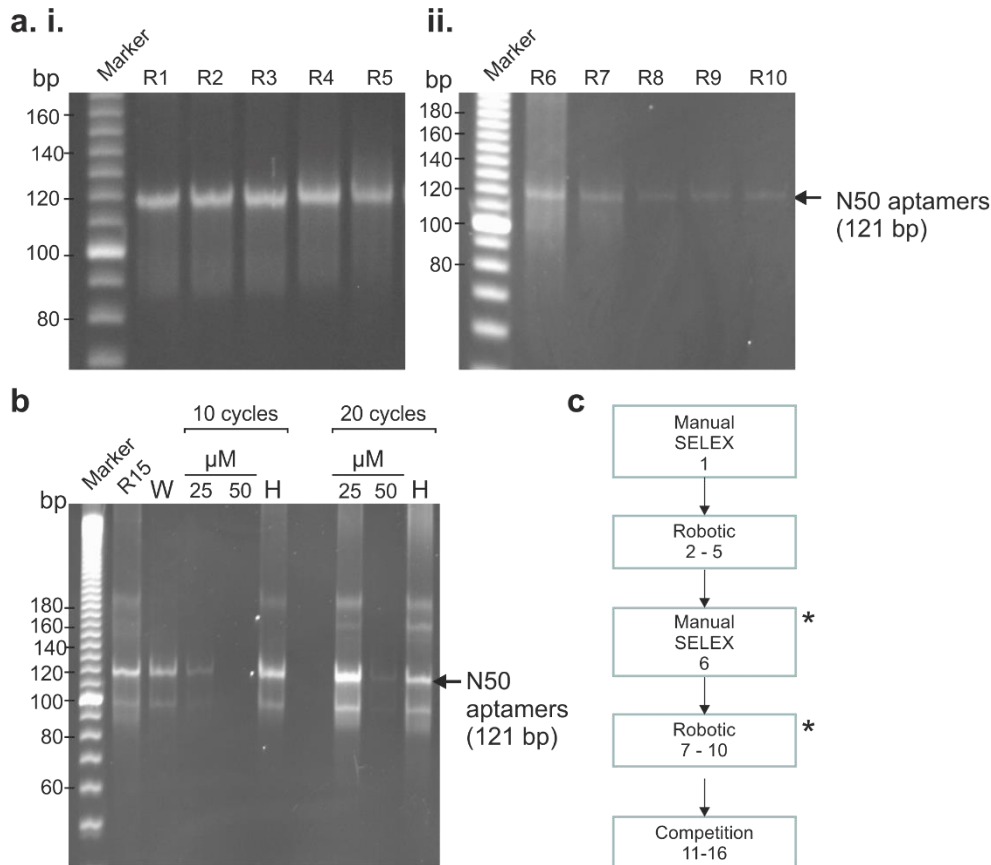 a. i.
ii.
bp Marker R1 R2 R3 R4 R5
160
140
120
100
80
bp Marker R6 R7 R8 R9 R10
180
160
140
120
100
80
N50 aptamers
(121 bp)
b
10 cycles 20 cycles
µM µM
bp Marker R15 W 25 50 H 25 50 H
180
160
140
120
100
80
60
N50
aptamers
(121 bp)
c
Manual
SELEX
1
Robotic
2 - 5
Manual
SELEX
6
*
Robotic
7 - 10
*
Competition
11-16